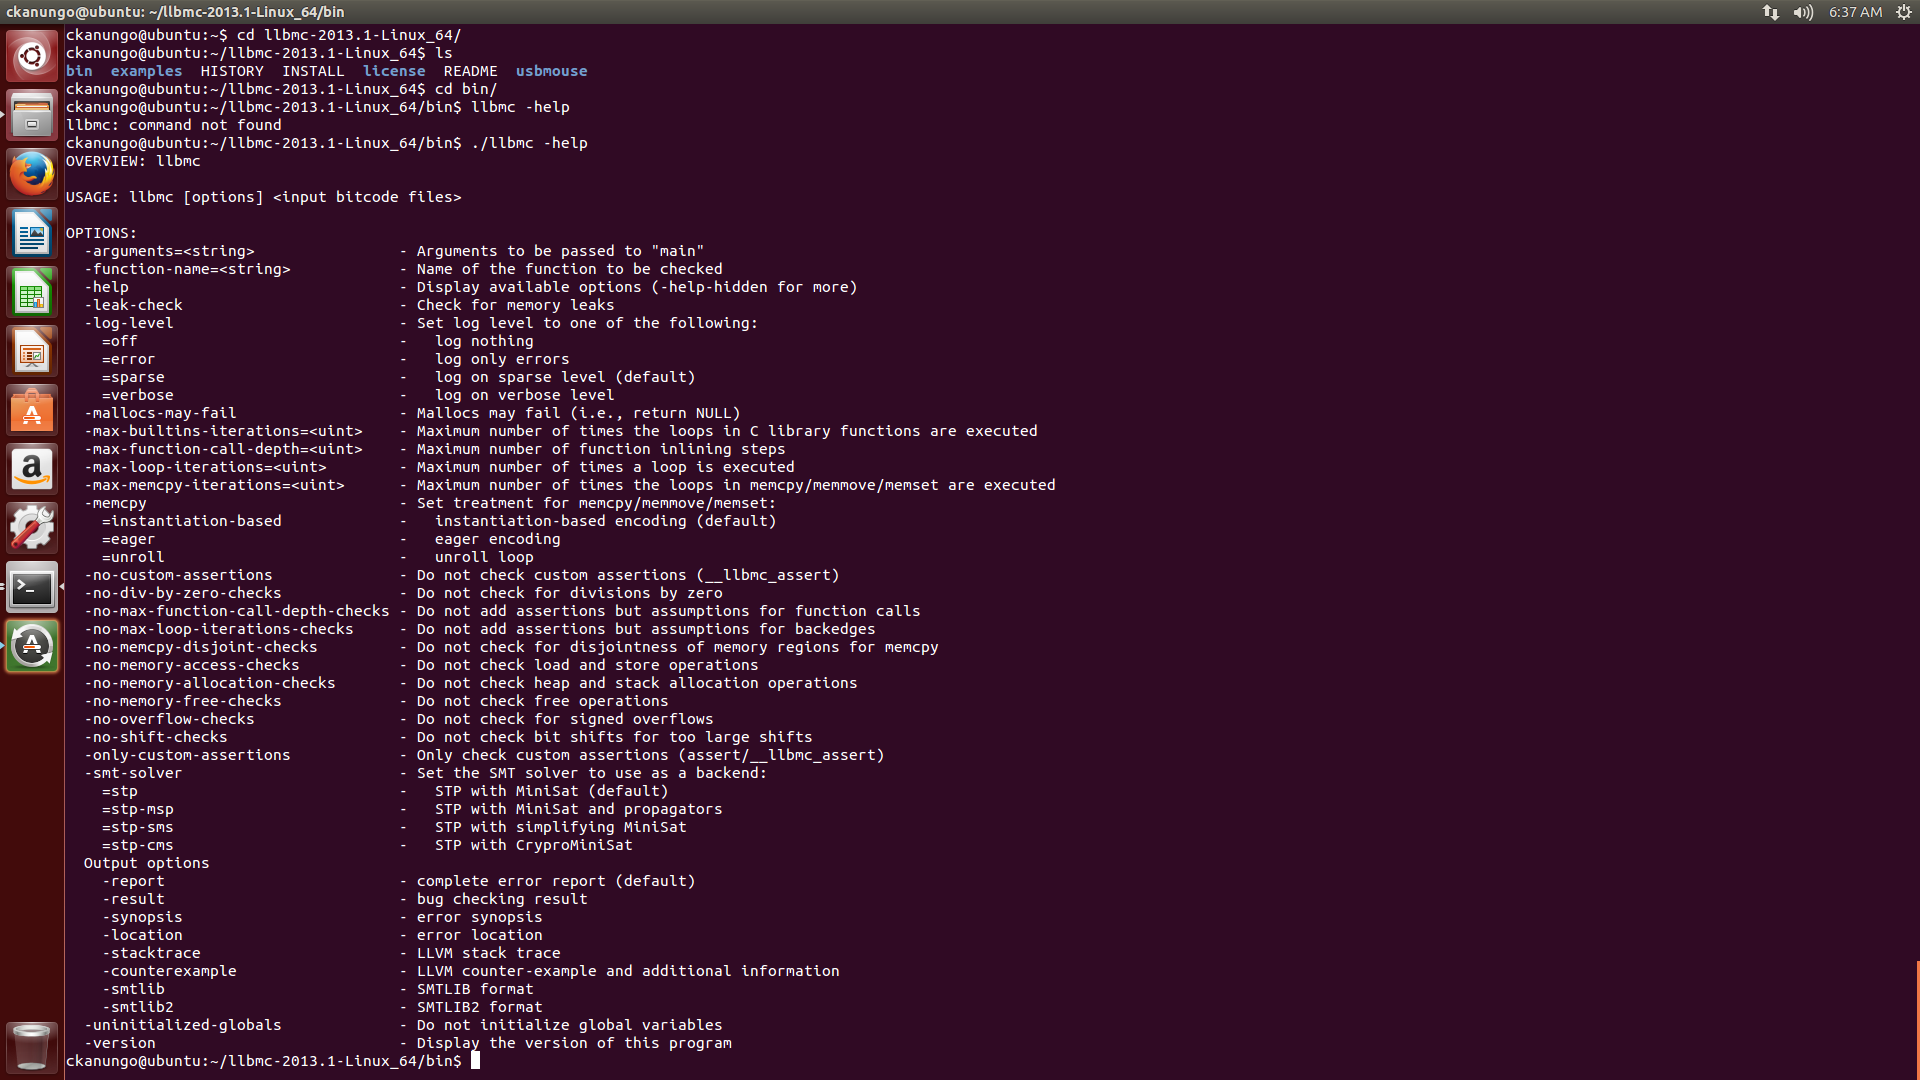 ckanungo@ubuntu: ~/llbmc-2013.1-Linux_64/bin
6:37 AM
ckanungo@ubuntu:~$ cd llbmc-2013.1-Linux_64/
ckanungo@ubuntu:~/llbmc-2013.1-Linux_64$ ls
bin  examples  HISTORY  INSTALL  license  README  usbmouse
ckanungo@ubuntu:~/llbmc-2013.1-Linux_64$ cd bin/
ckanungo@ubuntu:~/llbmc-2013.1-Linux_64/bin$ llbmc -help
llbmc: command not found
ckanungo@ubuntu:~/llbmc-2013.1-Linux_64/bin$ ./llbmc -help
OVERVIEW: llbmc
USAGE: llbmc [options] <input bitcode files>
OPTIONS:
  -arguments=<string>                - Arguments to be passed to "main"
  -function-name=<string>            - Name of the function to be checked
  -help                              - Display available options (-help-hidden for more)
  -leak-check                        - Check for memory leaks
  -log-level                         - Set log level to one of the following:
    =off                             -   log nothing
    =error                           -   log only errors
    =sparse                          -   log on sparse level (default)
    =verbose                         -   log on verbose level
  -mallocs-may-fail                  - Mallocs may fail (i.e., return NULL)
  -max-builtins-iterations=<uint>    - Maximum number of times the loops in C library functions are executed
  -max-function-call-depth=<uint>    - Maximum number of function inlining steps
  -max-loop-iterations=<uint>        - Maximum number of times a loop is executed
  -max-memcpy-iterations=<uint>      - Maximum number of times the loops in memcpy/memmove/memset are executed
  -memcpy                            - Set treatment for memcpy/memmove/memset:
    =instantiation-based             -   instantiation-based encoding (default)
    =eager                           -   eager encoding
    =unroll                          -   unroll loop
  -no-custom-assertions              - Do not check custom assertions (__llbmc_assert)
  -no-div-by-zero-checks             - Do not check for divisions by zero
  -no-max-function-call-depth-checks - Do not add assertions but assumptions for function calls
  -no-max-loop-iterations-checks     - Do not add assertions but assumptions for backedges
  -no-memcpy-disjoint-checks         - Do not check for disjointness of memory regions for memcpy
  -no-memory-access-checks           - Do not check load and store operations
  -no-memory-allocation-checks       - Do not check heap and stack allocation operations
  -no-memory-free-checks             - Do not check free operations
  -no-overflow-checks                - Do not check for signed overflows
  -no-shift-checks                   - Do not check bit shifts for too large shifts
  -only-custom-assertions            - Only check custom assertions (assert/__llbmc_assert)
  -smt-solver                        - Set the SMT solver to use as a backend:
    =stp                             -   STP with MiniSat (default)
    =stp-msp                         -   STP with MiniSat and propagators
    =stp-sms                         -   STP with simplifying MiniSat
    =stp-cms                         -   STP with CryproMiniSat
  Output options
    -report                          - complete error report (default)
    -result                          - bug checking result
    -synopsis                        - error synopsis
    -location                        - error location
    -stacktrace                      - LLVM stack trace
    -counterexample                  - LLVM counter-example and additional information
    -smtlib                          - SMTLIB format
    -smtlib2                         - SMTLIB2 format
  -uninitialized-globals             - Do not initialize global variables
  -version                           - Display the version of this program
ckanungo@ubuntu:~/llbmc-2013.1-Linux_64/bin$